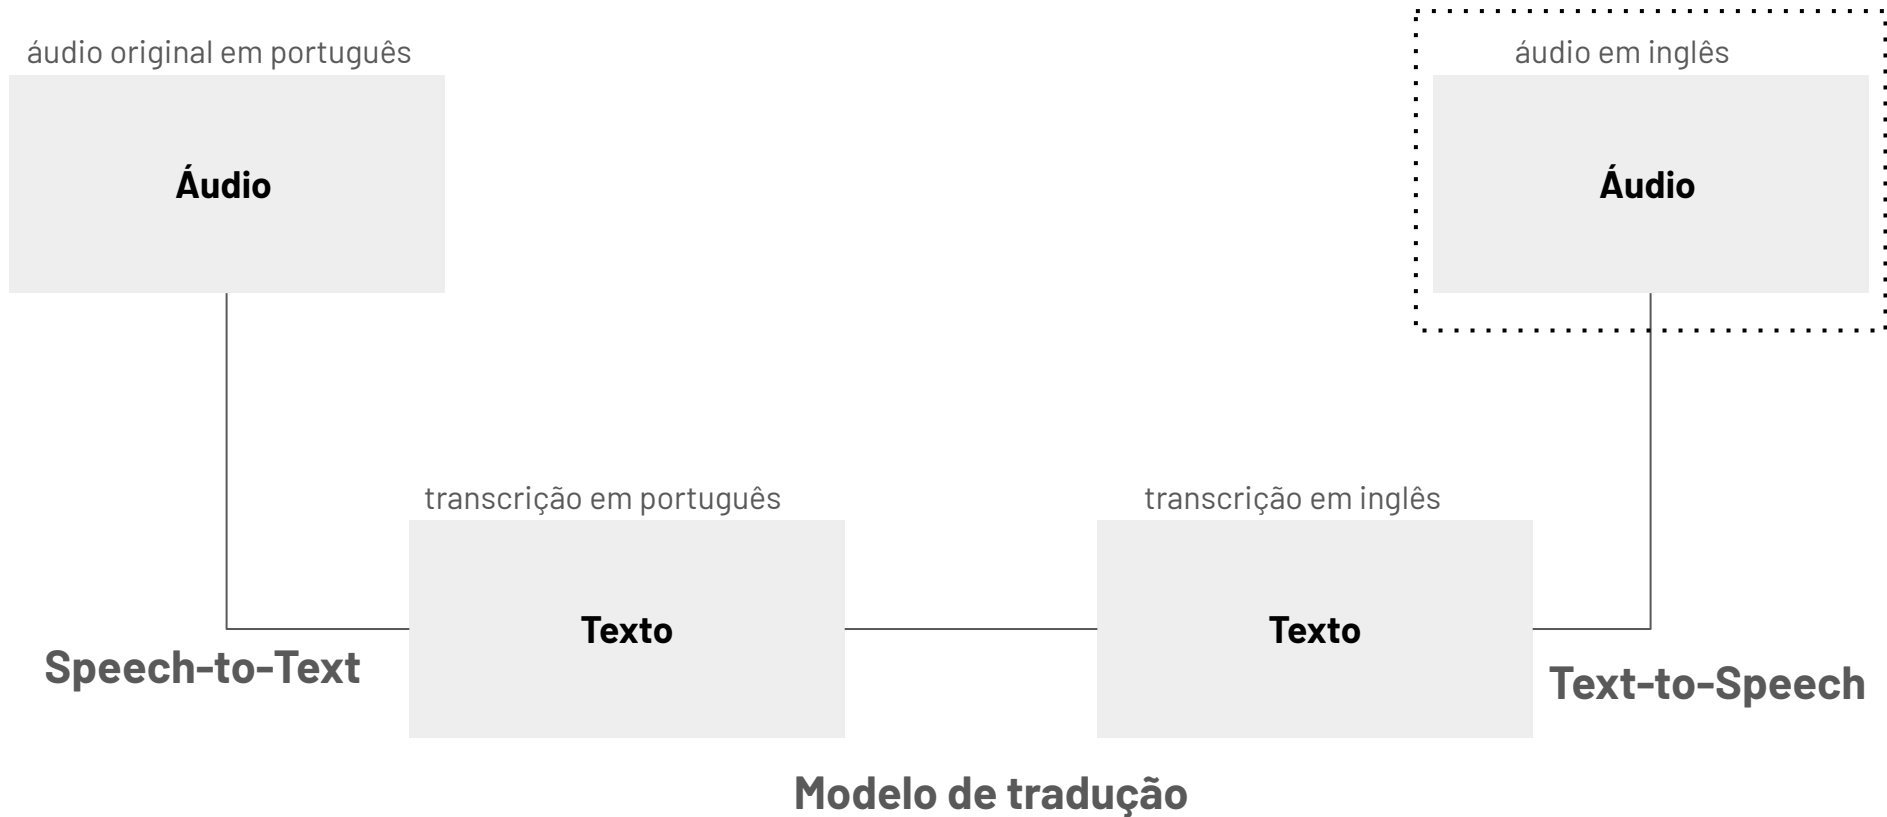 áudio original em português
Áudio
áudio em inglês
Áudio
transcrição em português
Texto
transcrição em inglês
Texto
Speech-to-Text
Text-to-Speech
Modelo de tradução